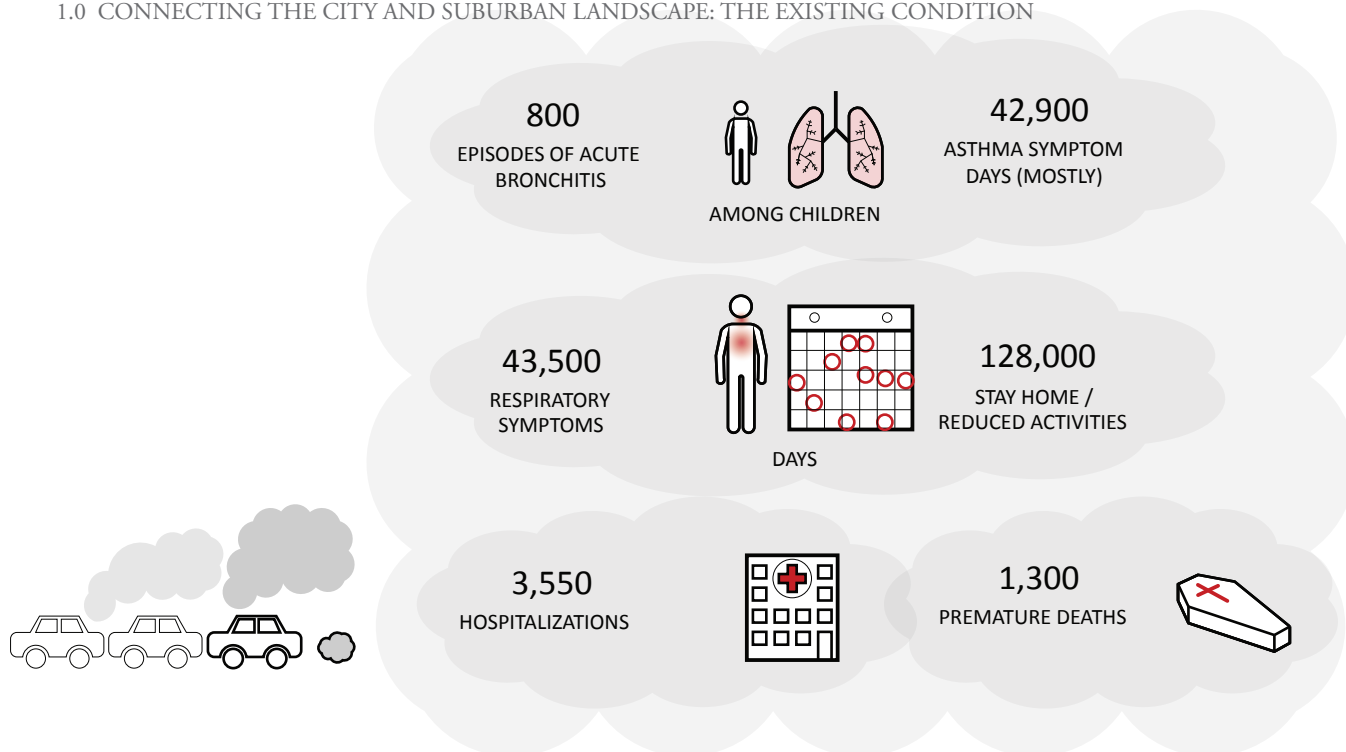 1.0 CONNECTING THE CITY AND SUBURBAN LANDSCAPE: THE EXISTING CONDITION
800
EPISODES OF ACUTE
BRONCHITIS
AMONG CHILDREN
42,900
ASTHMA SYMPTOM
DAYS (MOSTLY)
43,500
RESPIRATORY
SYMPTOMS
DAYS
128,000
STAY HOME /
REDUCED ACTIVITIES
3,550
HOSPITALIZATIONS
1,300
PREMATURE DEATHS